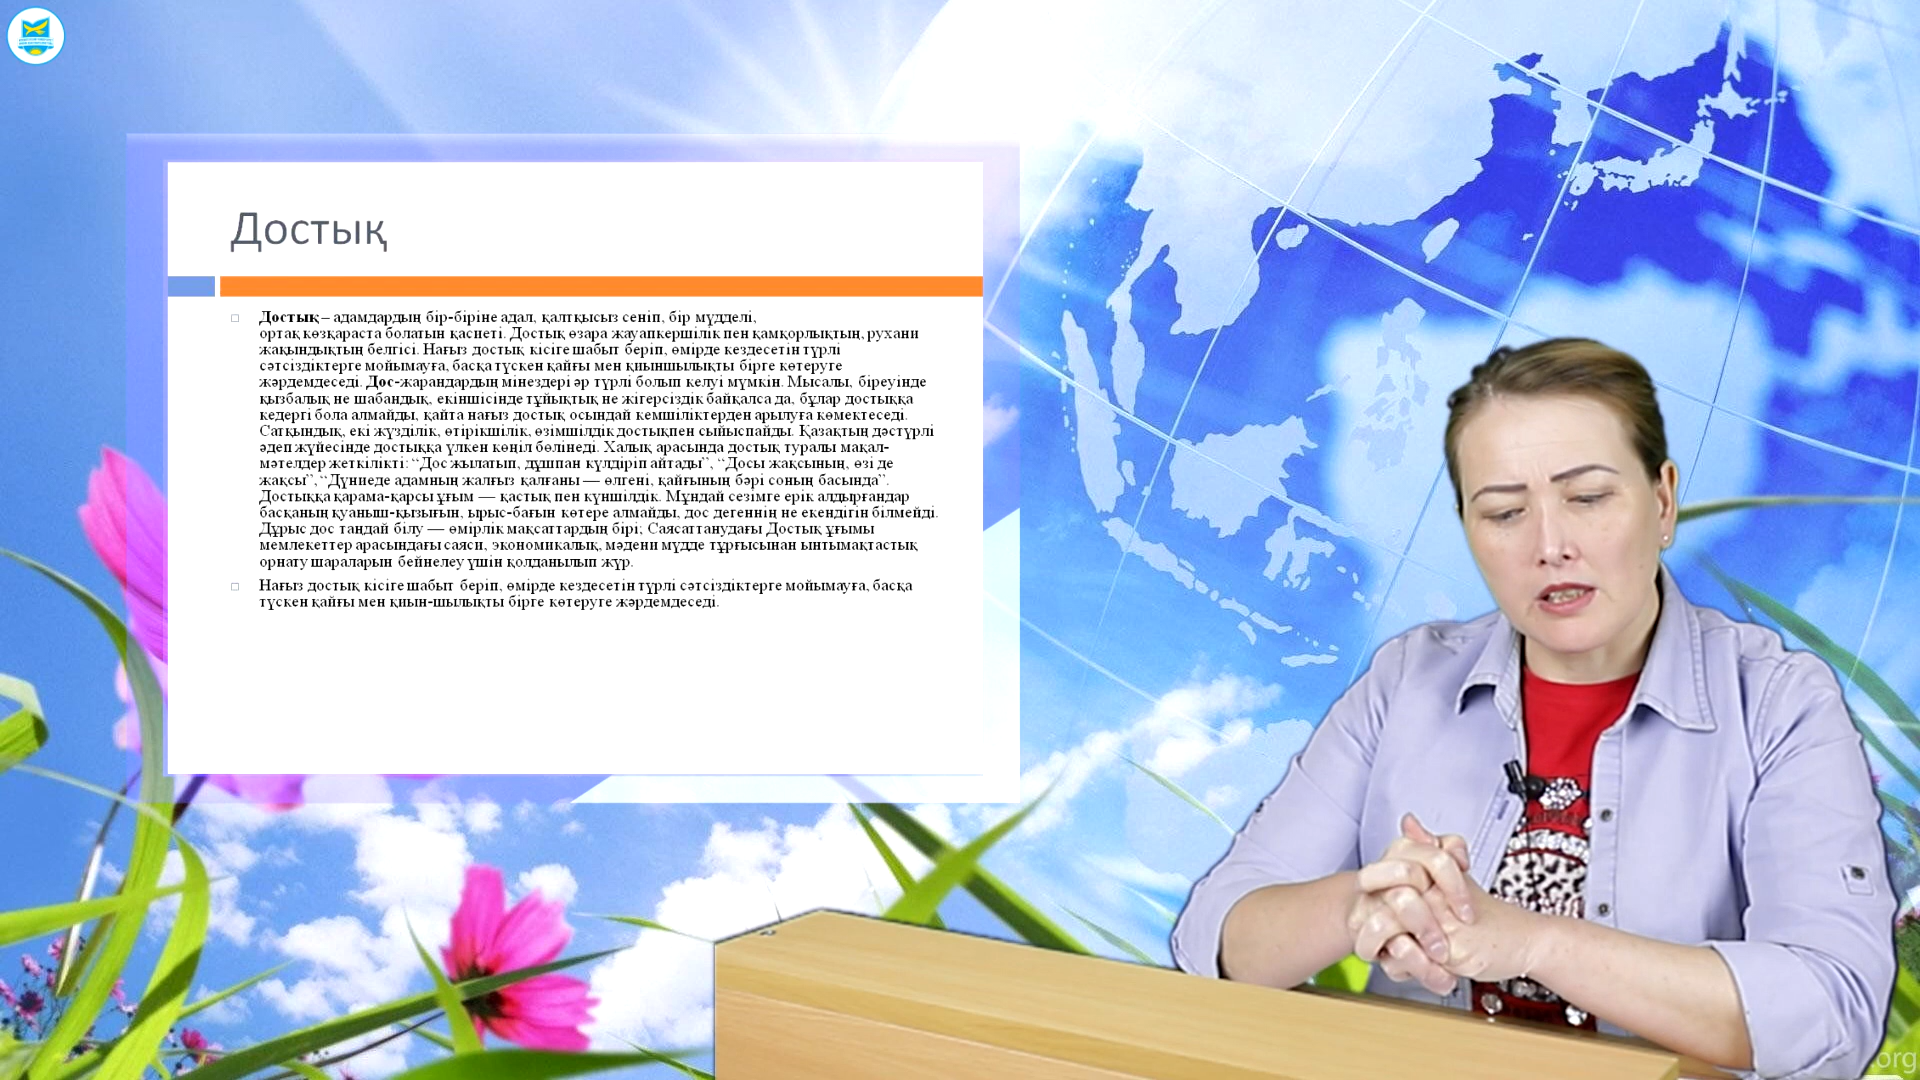 Достық
Достық – адамдардың бір-біріне адал, қалтқысыз сеніп, бір мүдделі,
ортақ көзқараста болатын қаспеті. Достық өзара жауапкершілік пен қамқорлықтың, рухани
жақындықтың белгісі. Нағыз достық кісіге шабыт беріп, өмірде кездесетін түрлі
сәтсіздіктерге мойымауға, басқа түскен қайғы мен қиыншылықты бірге көтеруге
жәрдемдеседі. Дос-жарандардың мінездері әр түрлі болып келуі мүмкін. Мысалы, біреуінде
қызбалық не шабандық, екіншісінде тұйықтық не жігерсіздік байқалса да, бұлар достыққа
кедергі бола алмайды, қайта нағыз достық осындай кемшіліктерден арылуға көмектеседі.
Сатқындық, екі жүзділік, өтірікшілік, өзімшілдік достықпен сыйыспайды. Қазақтың дәстүрлі
әдеп жүйесінде достыққа үлкен көңіл бөлінеді. Халық арасында достық туралы мақал-
мәтелдер жеткілікті: “Дос жылатып, дұшпан күлдіріп айтады”, “Досы жақсының, өзі де
жақсы”, “Дүниеде адамның жалғыз қалғаны — өлгені, қайғының бәрі соның басында”.
Достыққа қарама-қарсы ұғым — қастық пен күншілдік. Мұндай сезімге ерік алдырғандар
басқаның қуаныш-қызығын, ырыс-бағын көтере алмайды, дос дегеннің не екендігін білмейді.
Дұрыс дос таңдай білу — өмірлік мақсаттардың бірі; Саясаттанудағы Достық ұғымы
мемлекеттер арасындағы саяси, экономикалық, мәдени мүдде тұрғысынан ынтымақтастық
орнату шараларын бейнелеу үшін қолданылып жүр.
Нағыз достық кісіге шабыт беріп, өмірде кездесетін түрлі сәтсіздіктерге мойымауға, басқа
түскен қайғы мен қиын-шылықты бірге көтеруге жәрдемдеседі.
.org